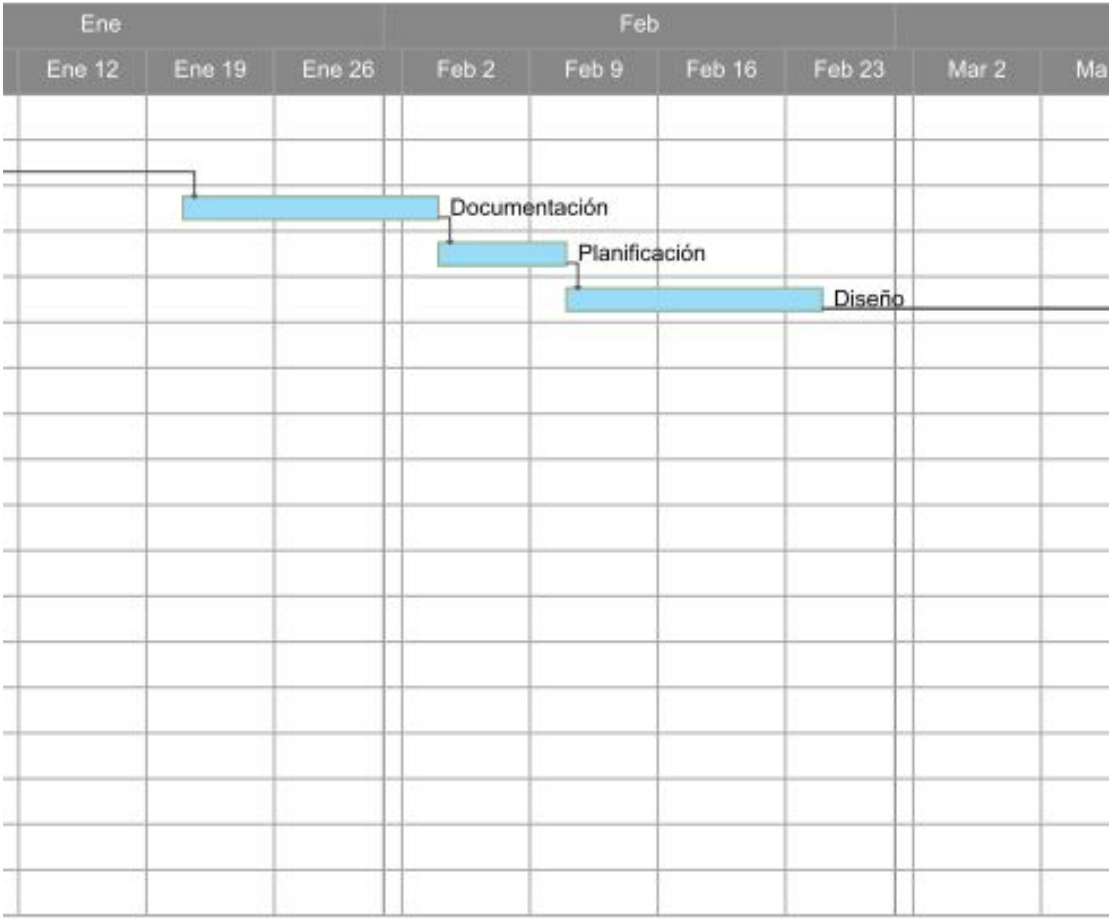 Ene Feb
Ene 12 Ene 19 Ene 26 Feb 2 Feb 9 Feb 16 Feb 23 Mar 2 Ma
Documentación
Planificación
Diseño